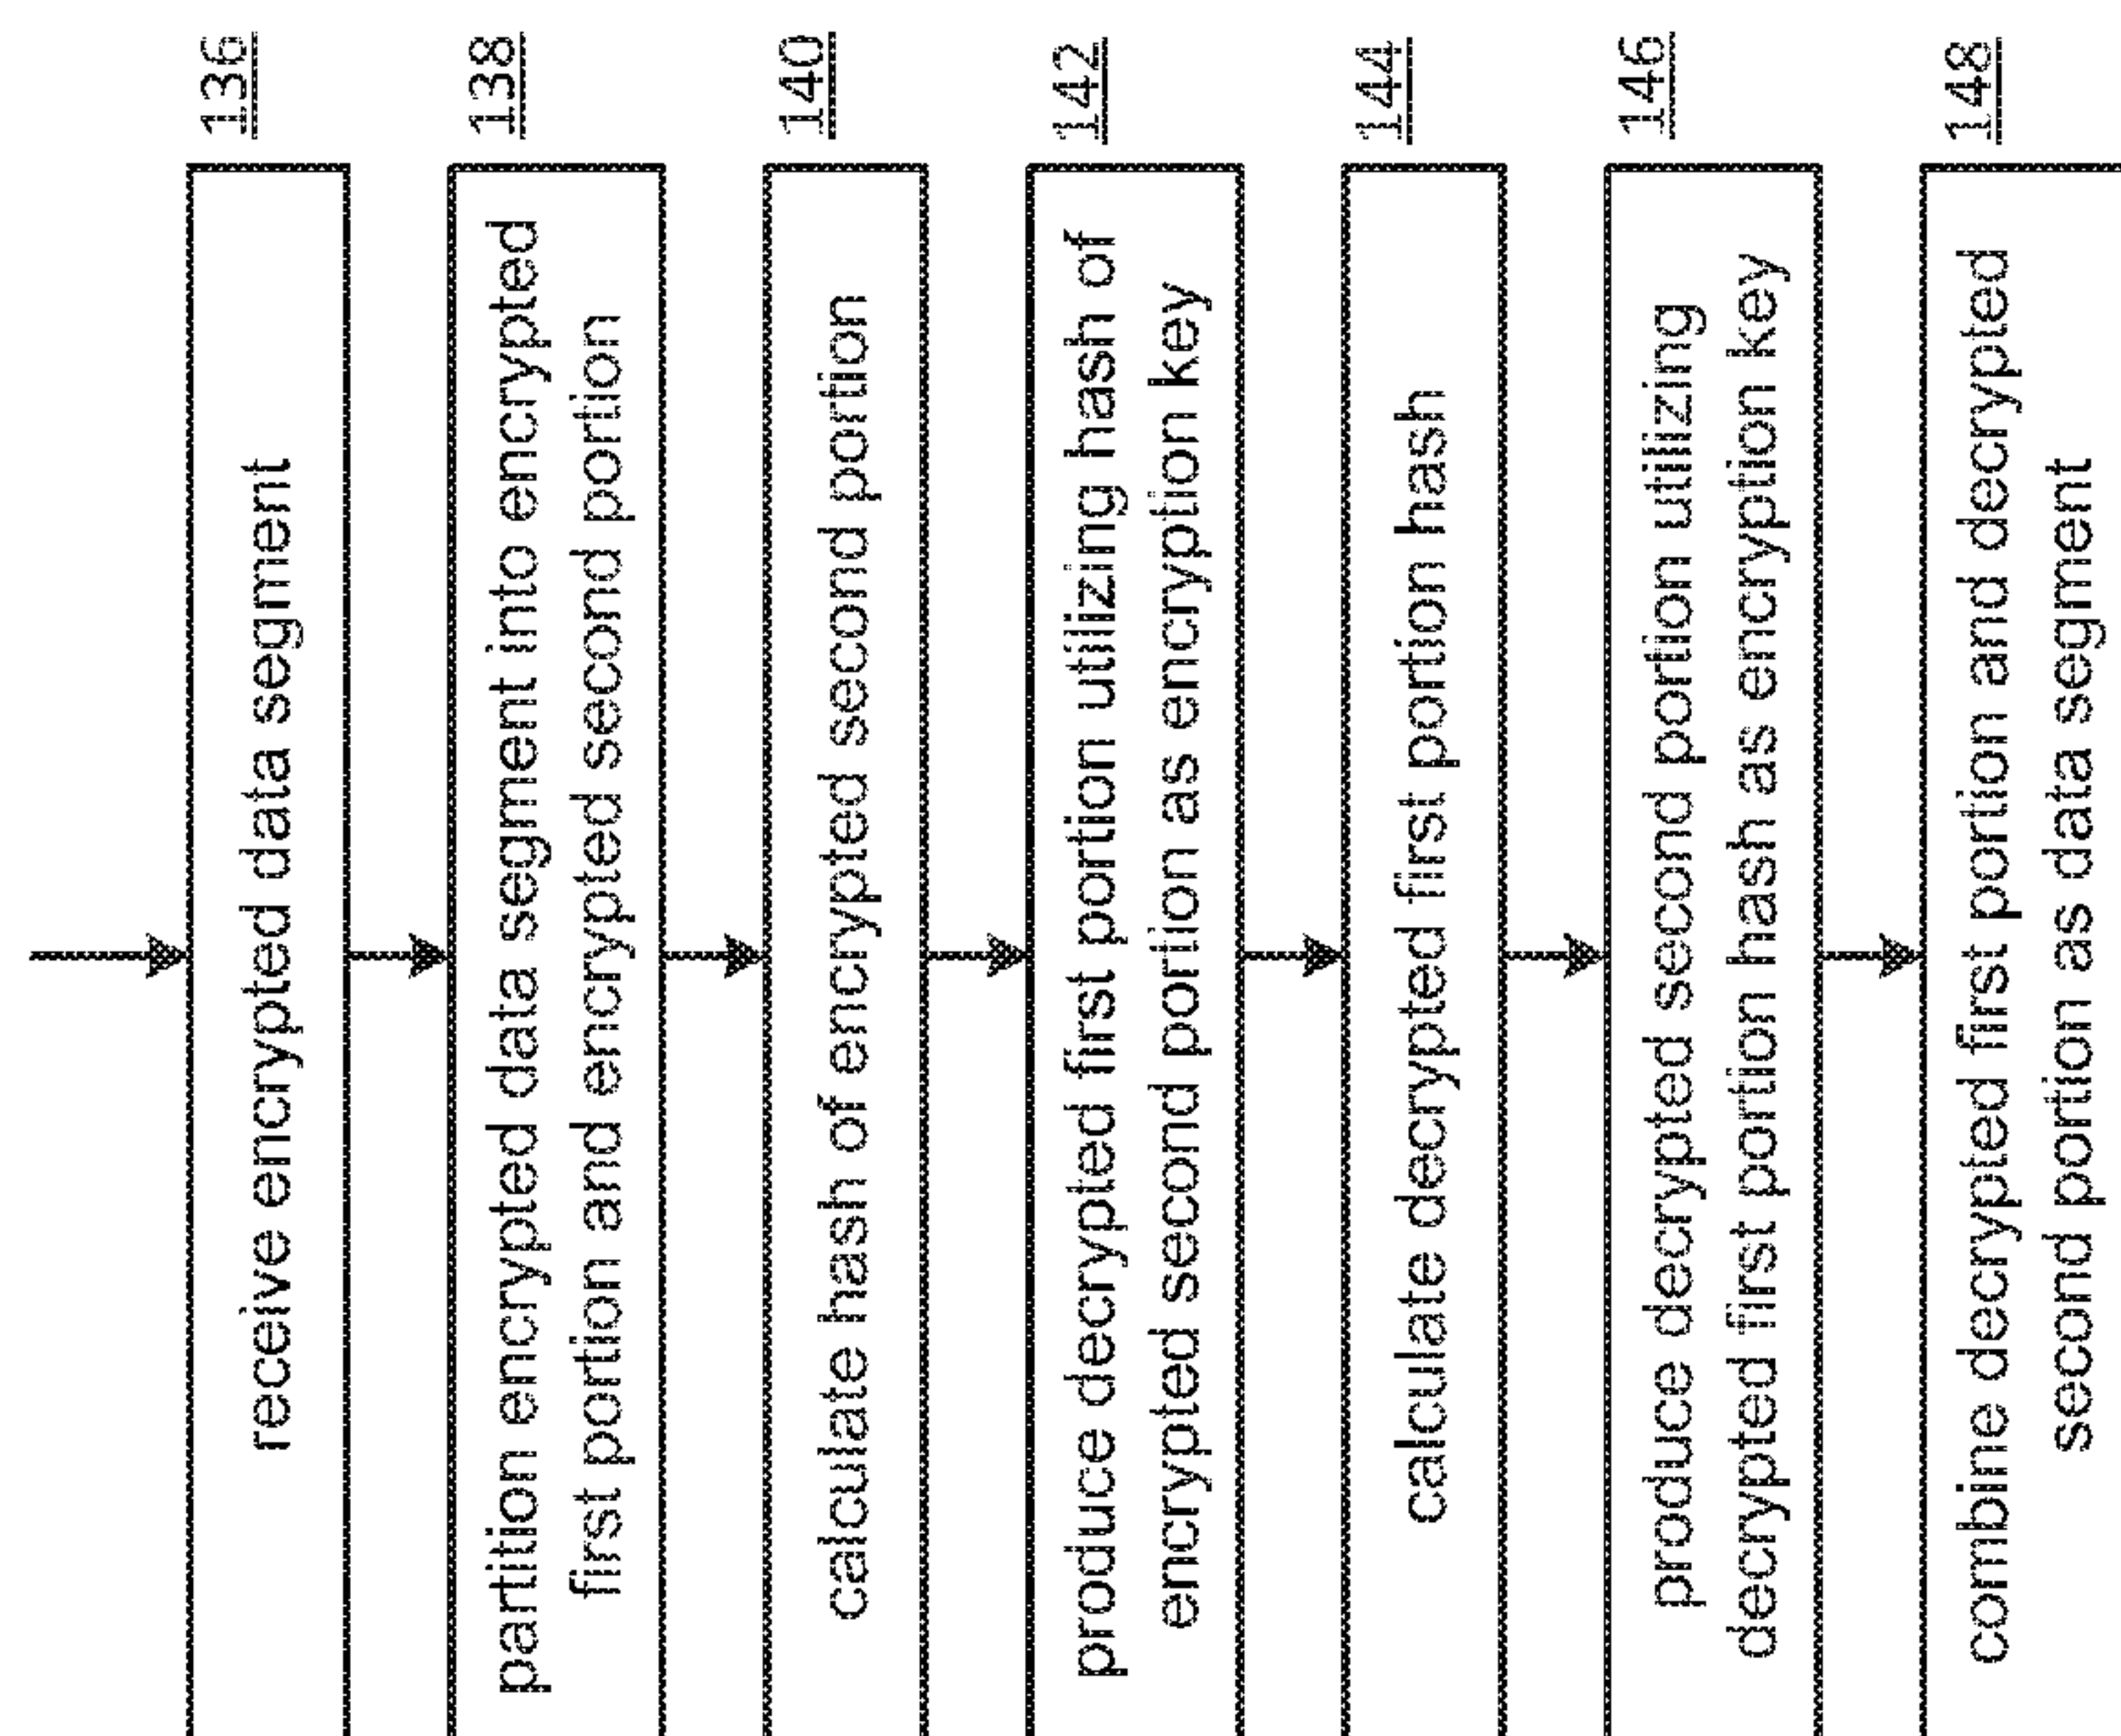 136
receive encrypted data segment
138
partition encrypted data segment into encrypted
first portion and encrypted second portion
140
calculate hash of encrypted second portion
142
produce decrypted first portion utilizing hash of
encrypted second portion as encryption key
144
calculate decrypted first portion hash
146
produce decrypted second portion utilizing
decrypted first portion hash as encryption key
148
combine decrypted first portion and decrypted
second portion as data segment